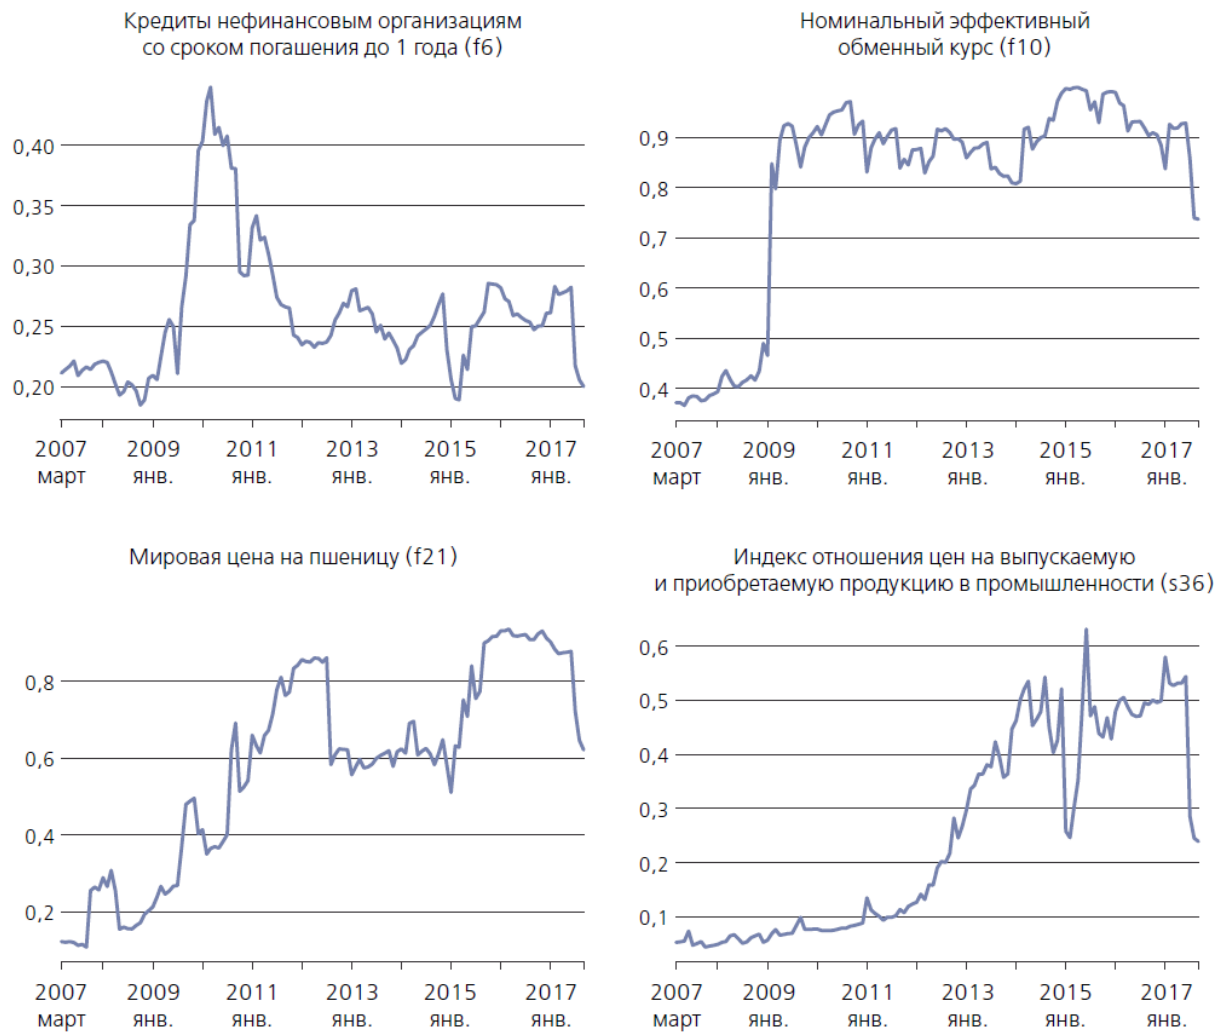 Кредиты нефинансовым организациям
со сроком погашения до 1 года (f6)
0,40
0,35
0,30
0,25
0,20
2007 2009 2011 2013 2015 2017
март янв. янв. янв. янв. янв.
Номинальный эффективный
обменный курс (f10)
0,9
0,8
0,7
0,6
0,5
0,4
2007 2009 2011 2013 2015 2017
март янв. янв. янв. янв. янв.
Мировая цена на пшеницу (f21)
0,8
0,6
0,4
0,2
2007 2009 2011 2013 2015 2017
март янв. янв. янв. янв. янв.
Индекс отношения цен на выпускаемую
и приобретаемую продукцию в промышленности (s36)
0,6
0,5
0,4
0,3
0,2
0,1
2007 2009 2011 2013 2015 2017
март янв. янв. янв. янв. янв.